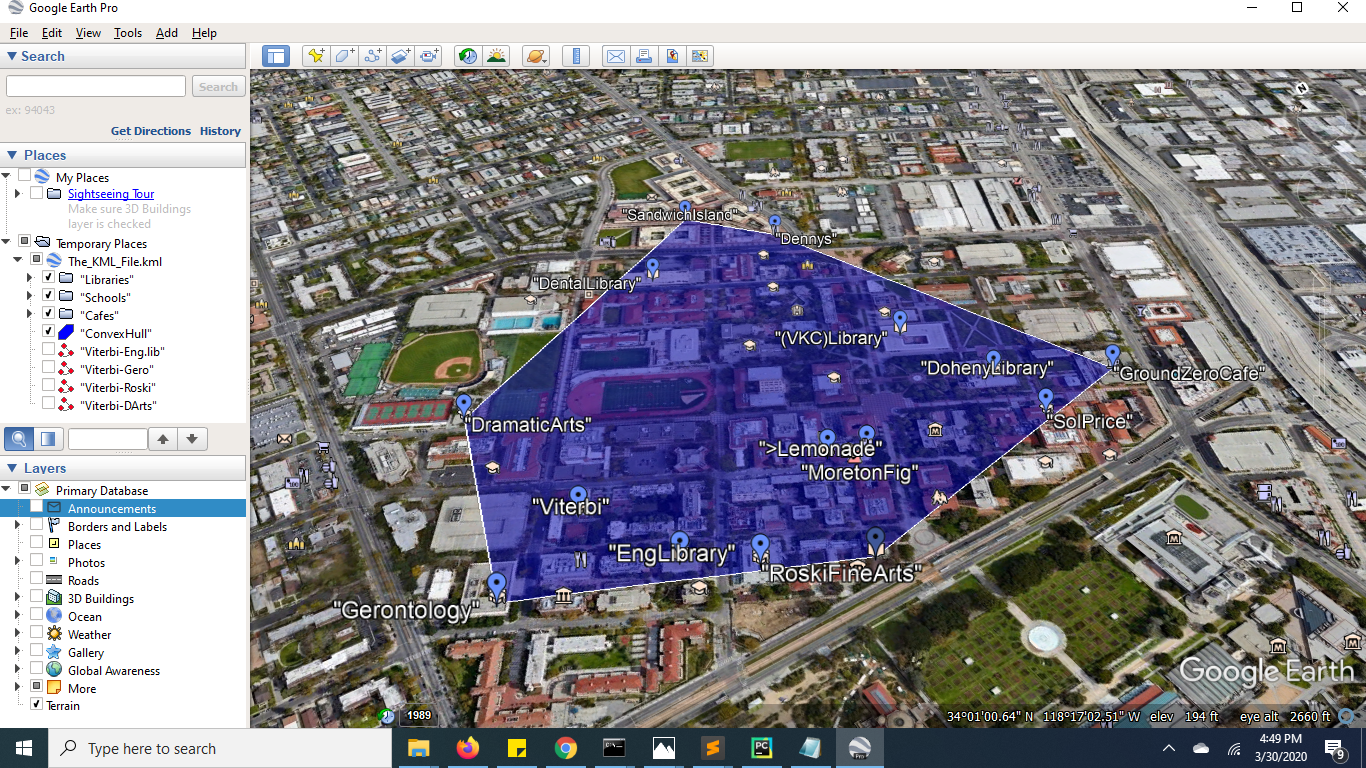 Google Earth Pro
File Edit View Tools Add Help
Search
Search
ex: 94043
Get Directions History
Places
My Places
Sightseeing Tour
Make sure 3D Buildings
layer is checked
Temporary Places
The_KML_File.kml
"Libraries"
"Schools"
"Cafes"
"ConvexHull"
"Viterbi-Eng.lib"
"Viterbi-Gero"
"Viterbi-Roski"
"Viterbi-DArts"
Layers
Primary Database
Announcements
Borders and Labels
Places
Photos
Roads
3D Buildings
Ocean
Weather
Gallery
Global Awareness
More
Terrain
N
"SandwichIsland"
"Dennys"
"DentalLibrary"
"(VKC)Library"
"DohenyLibrary"
"GroundZeroCafe"
"DramaticArts"
"SolPrice"
">Lemonade"
"MoretonFig"
"Viterbi"
"EngLibrary"
"RoskiFineArts"
"Gerontology"
Google Earth
1989
34°01'00.64" N 118°17'02.51" W elev 194 ft eye alt 2660 ft
Type here to search
PC
Pro
4:49 PM
3/30/2020
9